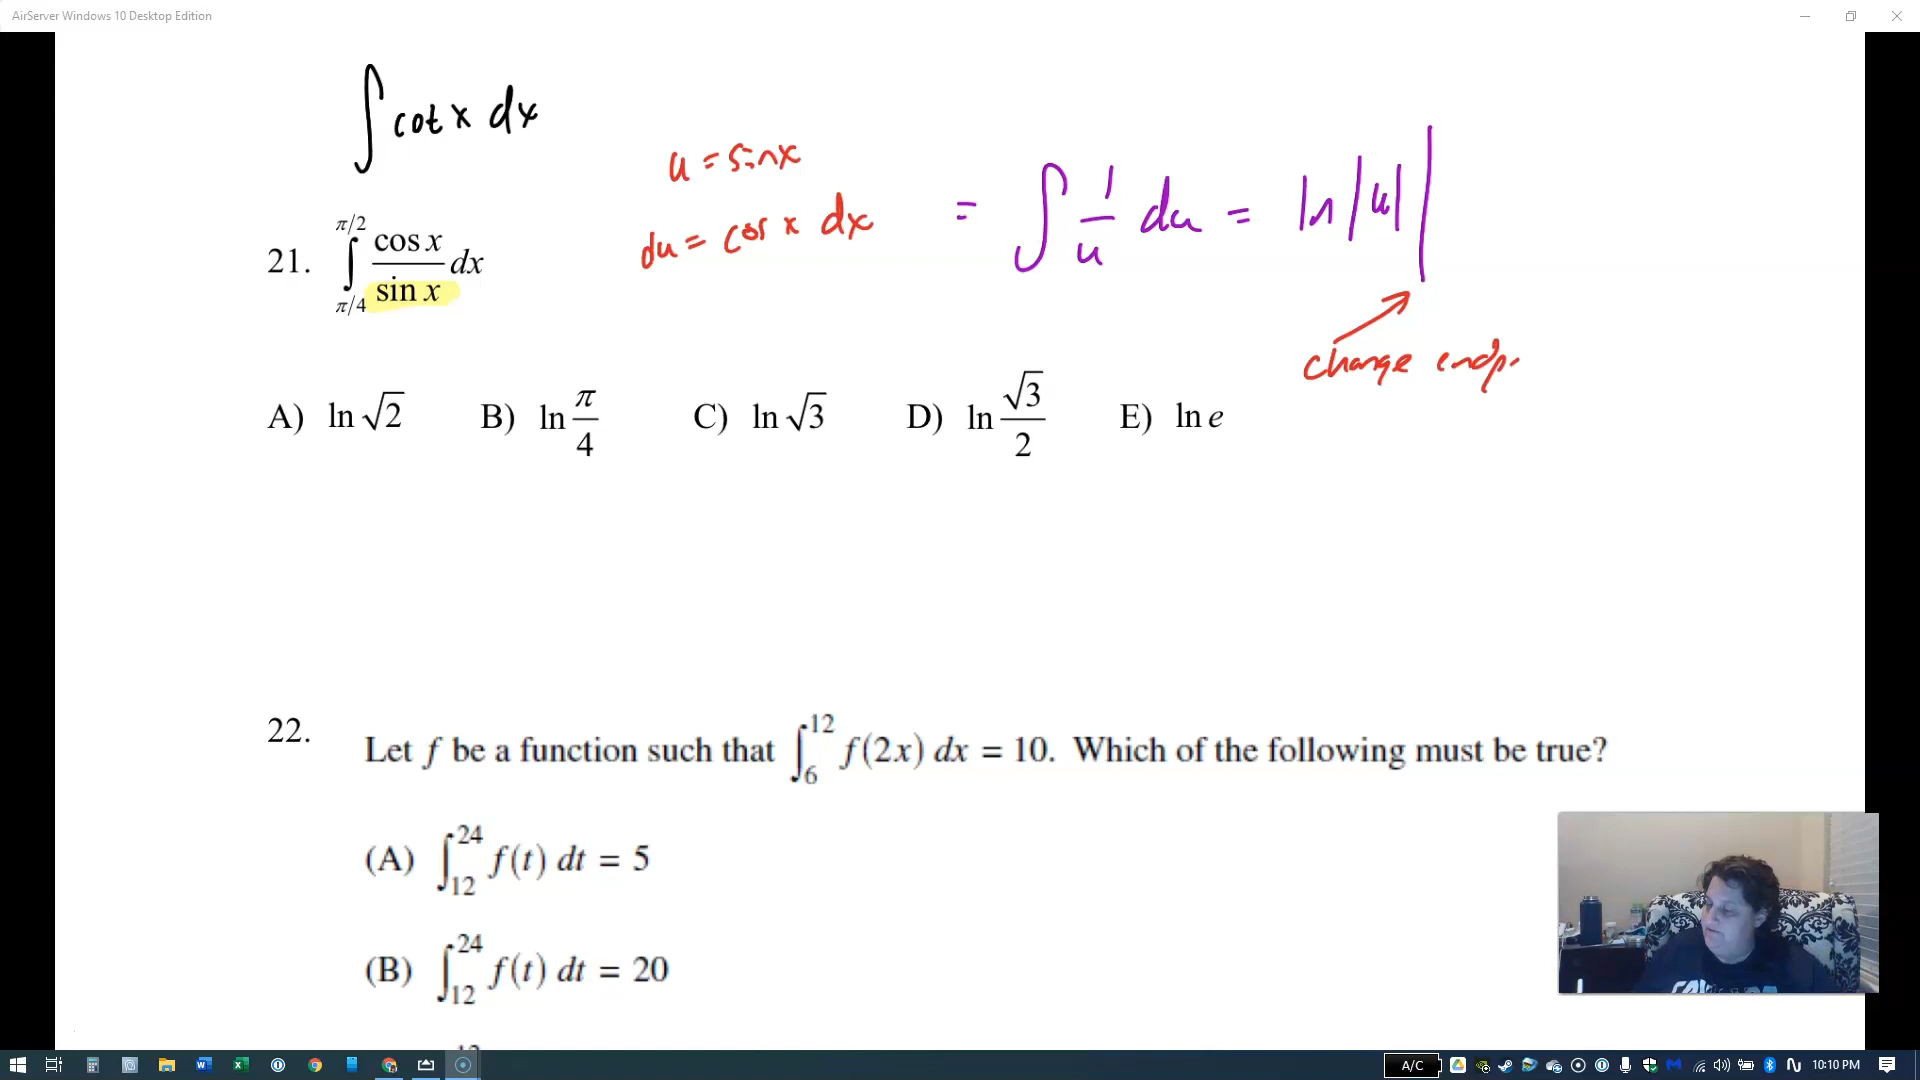 AirServer Windows 10 Desktop Edition
∫ cot x dx
u = sinx
du = cos x dx
= ∫ 1/u du = ln|u| |
change endp.
21. ∫_{π/4}^{π/2} cos x / sin x dx
A) ln √2 B) ln π/4 C) ln √3 D) ln √3/2 E) ln e
22. Let f be a function such that ∫_6^12 f(2x) dx = 10. Which of the following must be true?
(A) ∫_12^24 f(t) dt = 5
(B) ∫_12^24 f(t) dt = 20
12
A/C 10:10 PM